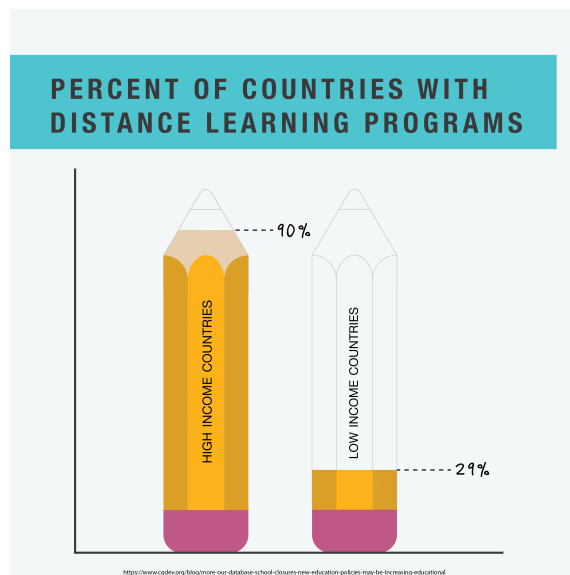 PERCENT OF COUNTRIES WITH
DISTANCE LEARNING PROGRAMS
90%
HIGH INCOME COUNTRIES
LOW INCOME COUNTRIES
29%
https://www.cgdev.org/blog/more-our-database-school-closures-new-education-policies-may-be-increasing-educational